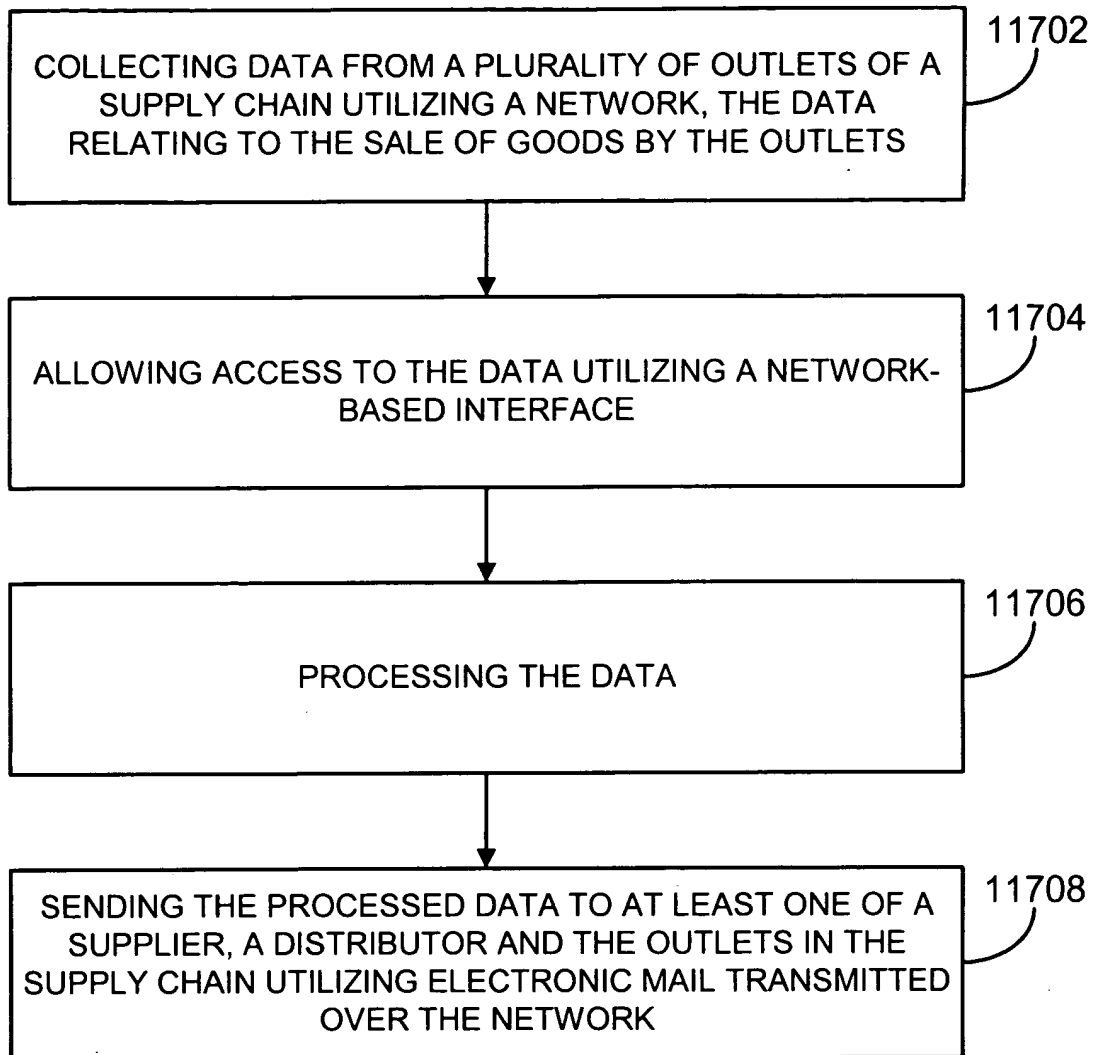 11702
COLLECTING DATA FROM A PLURALITY OF OUTLETS OF A
SUPPLY CHAIN UTILIZING A NETWORK, THE DATA
RELATING TO THE SALE OF GOODS BY THE OUTLETS
11704
ALLOWING ACCESS TO THE DATA UTILIZING A NETWORK-
BASED INTERFACE
11706
PROCESSING THE DATA
11708
SENDING THE PROCESSED DATA TO AT LEAST ONE OF A
SUPPLIER, A DISTRIBUTOR AND THE OUTLETS IN THE
SUPPLY CHAIN UTILIZING ELECTRONIC MAIL TRANSMITTED
OVER THE NETWORK